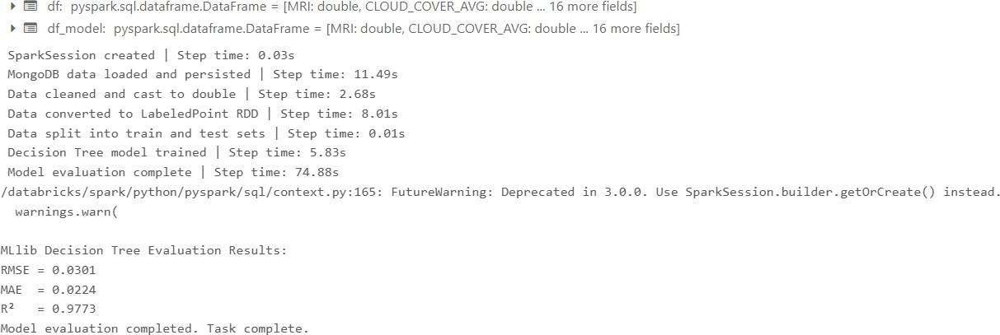 df: pyspark.sql.dataframe.DataFrame = [MRI: double, CLOUD_COVER_AVG: double ... 16 more fields]
df_model: pyspark.sql.dataframe.DataFrame = [MRI: double, CLOUD_COVER_AVG: double ... 16 more fields]
SparkSession created | Step time: 0.03s
MongoDB data loaded and persisted | Step time: 11.49s
Data cleaned and cast to double | Step time: 2.68s
Data converted to LabeledPoint RDD | Step time: 8.01s
Data split into train and test sets | Step time: 0.01s
Decision Tree model trained | Step time: 5.83s
Model evaluation complete | Step time: 74.88s
/databricks/spark/python/pyspark/sql/context.py:165: FutureWarning: Deprecated in 3.0.0. Use SparkSession.builder.getOrCreate() instead.
  warnings.warn(
MLlib Decision Tree Evaluation Results:
RMSE = 0.0301
MAE  = 0.0224
R²   = 0.9773
Model evaluation completed. Task complete.